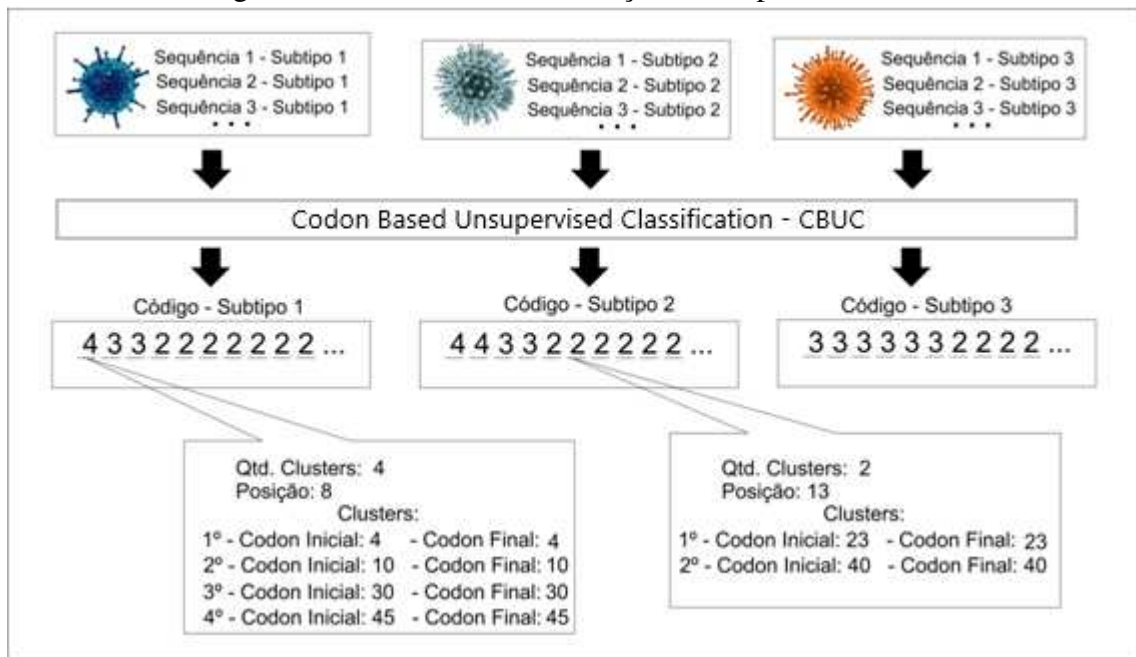 Sequência 1 - Subtipo 1
Sequência 2 - Subtipo 1
Sequência 3 - Subtipo 1
. . .
Sequência 1 - Subtipo 2
Sequência 2 - Subtipo 2
Sequência 3 - Subtipo 2
. . .
Sequência 1 - Subtipo 3
Sequência 2 - Subtipo 3
Sequência 3 - Subtipo 3
. . .
Codon Based Unsupervised Classification - CBUC
Código - Subtipo 1
4 3 3 2 2 2 2 2 2 2 ...
Código - Subtipo 2
4 4 3 3 2 2 2 2 2 2 ...
Código - Subtipo 3
3 3 3 3 3 3 2 2 2 2 ...
Qtd. Clusters: 4
Posição: 8
Clusters:
1º - Codon Inicial: 4 - Codon Final: 4
2º - Codon Inicial: 10 - Codon Final: 10
3º - Codon Inicial: 30 - Codon Final: 30
4º - Codon Inicial: 45 - Codon Final: 45
Qtd. Clusters: 2
Posição: 13
Clusters:
1º - Codon Inicial: 23 - Codon Final: 23
2º - Codon Inicial: 40 - Codon Final: 40